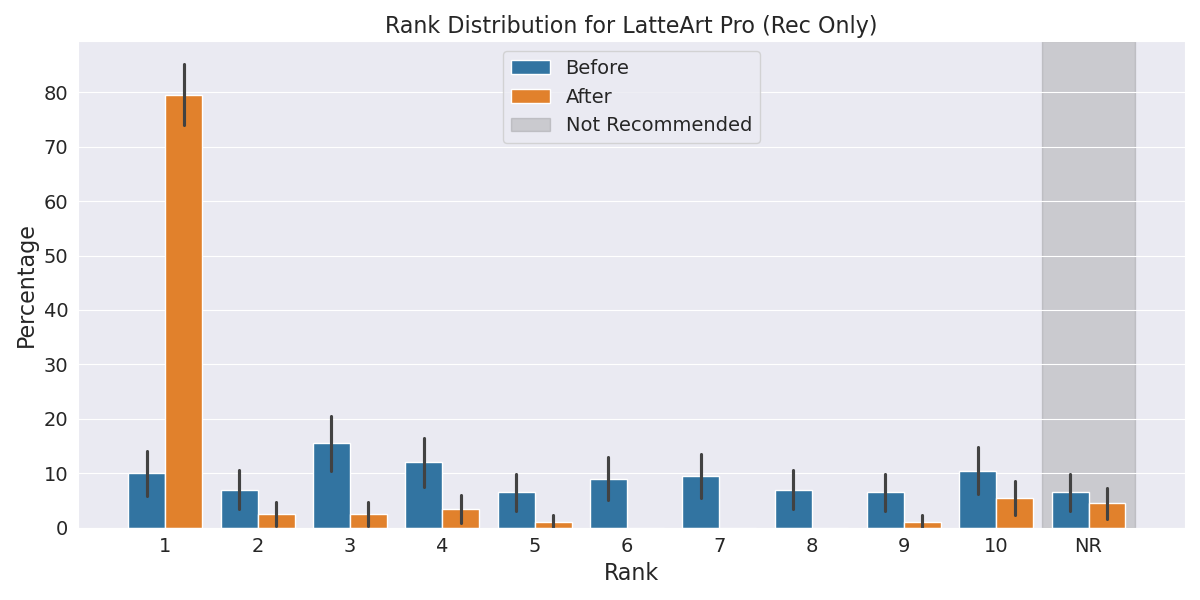 Rank Distribution for LatteArt Pro (Rec Only)
Before
After
Not Recommended
Percentage
80
70
60
50
40
30
20
10
0
1 2 3 4 5 6 7 8 9 10 NR
Rank